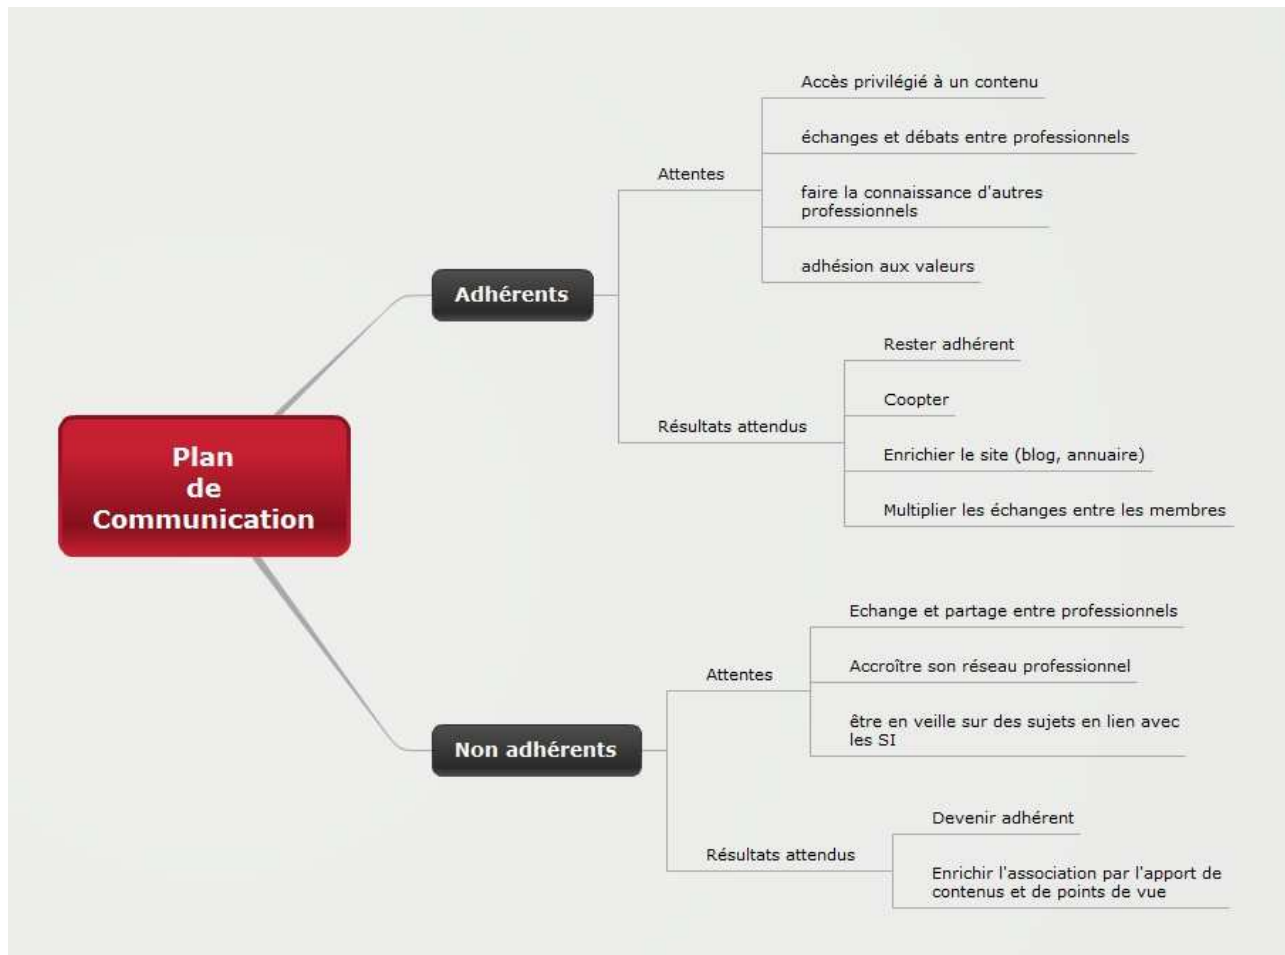 Plan
de
Communication
Adhérents
Attentes
Accès privilégié à un contenu
échanges et débats entre professionnels
faire la connaissance d'autres
professionnels
adhésion aux valeurs
Résultats attendus
Rester adhérent
Coopter
Enrichier le site (blog, annuaire)
Multiplier les échanges entre les membres
Non adhérents
Attentes
Echange et partage entre professionnels
Accroître son réseau professionnel
être en veille sur des sujets en lien avec
les SI
Résultats attendus
Devenir adhérent
Enrichir l'association par l'apport de
contenus et de points de vue